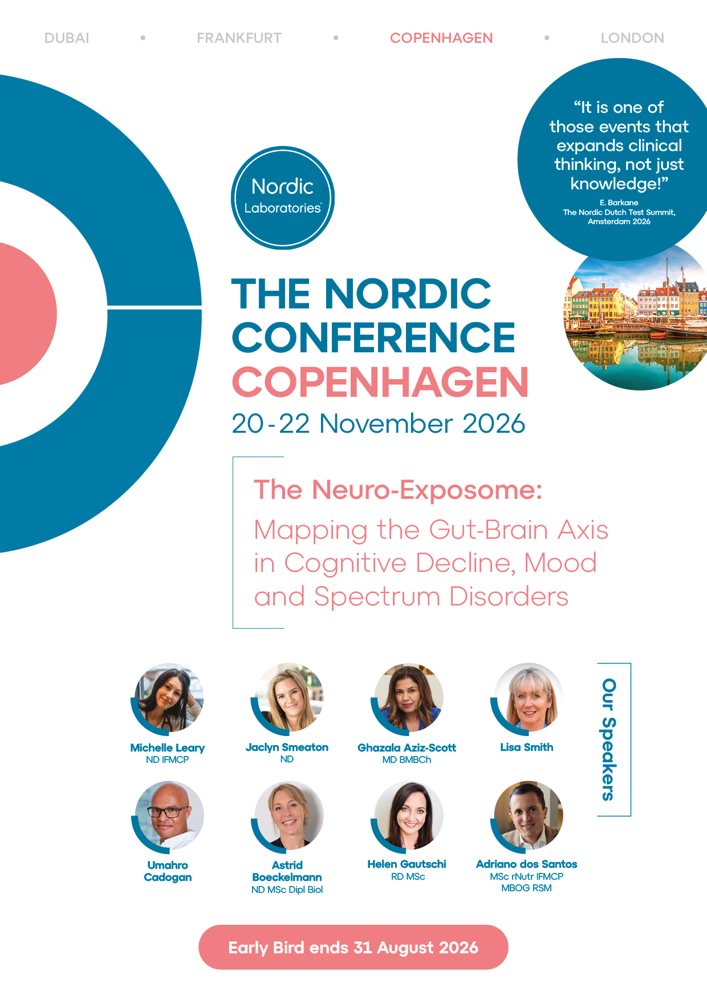 DUBAI • FRANKFURT • COPENHAGEN • LONDON
“It is one of
those events that
expands clinical
thinking, not just
knowledge!”
E. Barkane
The Nordic Dutch Test Summit,
Amsterdam 2026
Nordic
Laboratories
THE NORDIC
CONFERENCE
COPENHAGEN
20-22 November 2026
The Neuro-Exposome:
Mapping the Gut-Brain Axis
in Cognitive Decline, Mood
and Spectrum Disorders
Our Speakers
Michelle Leary
ND IFMCP
Jaclyn Smeaton
ND
Ghazala Aziz-Scott
MD BMBCh
Lisa Smith
Umahro
Cadogan
Astrid
Boeckelmann
ND MSc Dipl Biol
Helen Gautschi
RD MSc
Adriano dos Santos
MSc rNutr IFMCP
MBOG RSM
Early Bird ends 31 August 2026